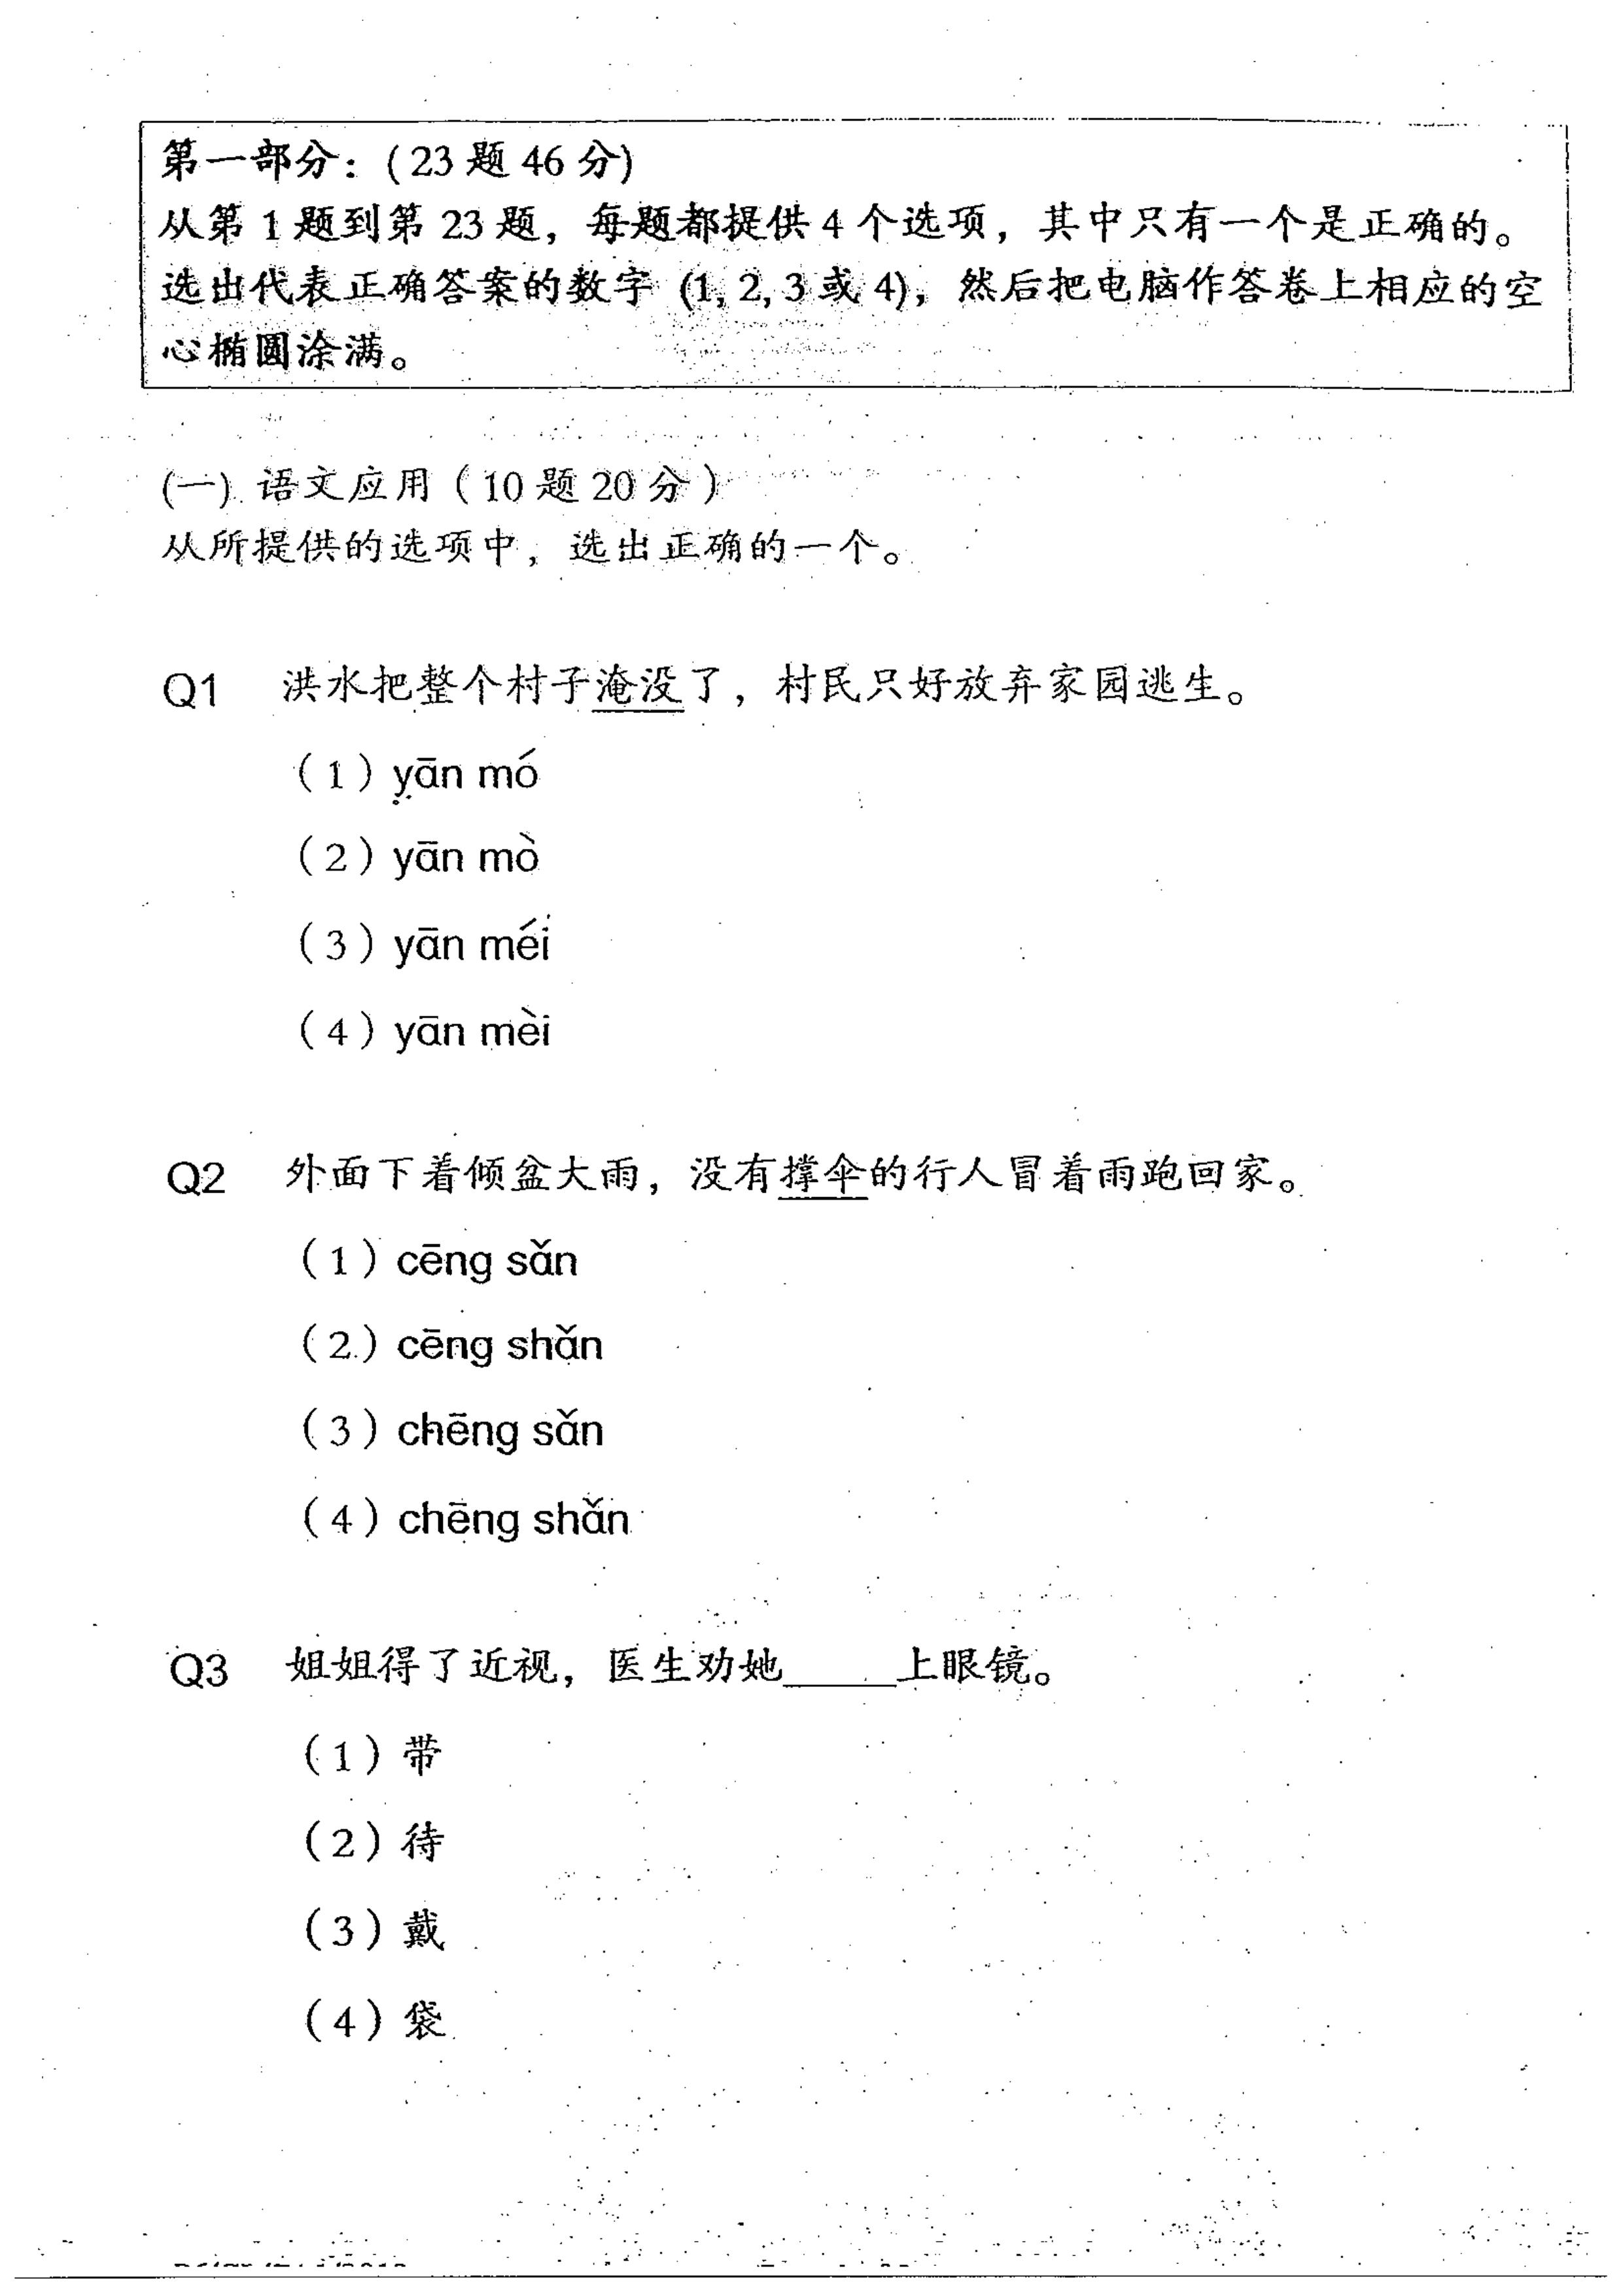 第一部分：(23 题 46 分)
从第 1 题到第 23 题，每题都提供 4 个选项，其中只有一个是正确的。
选出代表正确答案的数字 (1, 2, 3 或 4)，然后把电脑作答卷上相应的空
心椭圆涂满。
(一) 语文应用（10 题 20 分）
从所提供的选项中，选出正确的一个。
Q1 洪水把整个村子淹没了，村民只好放弃家园逃生。
（1）yān mó
（2）yān mò
（3）yān méi
（4）yān mèi
Q2 外面下着倾盆大雨，没有撑伞的行人冒着雨跑回家。
（1）cēng sǎn
（2）cēng shǎn
（3）chēng sǎn
（4）chēng shǎn
Q3 姐姐得了近视，医生劝她_____上眼镜。
（1）带
（2）待
（3）戴
（4）袋